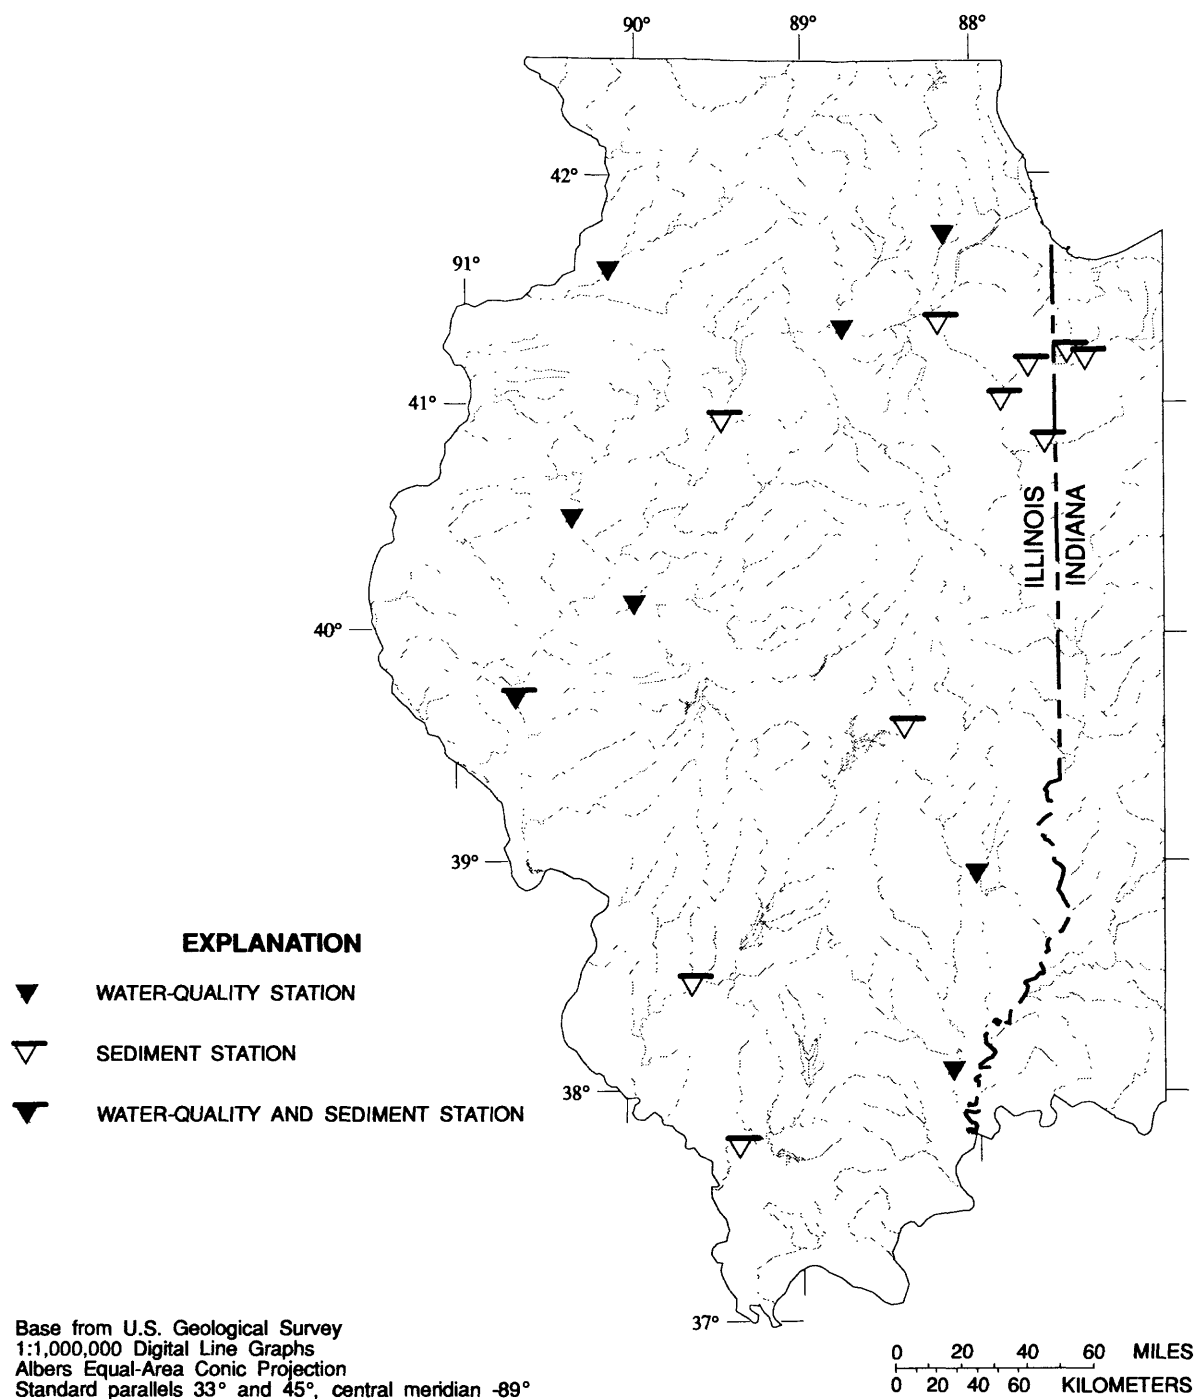 90° 89° 88°
42°
91°
41°
ILLINOIS
INDIANA
40°
39°
EXPLANATION
WATER-QUALITY STATION
SEDIMENT STATION
38°
WATER-QUALITY AND SEDIMENT STATION
37°
Base from U.S. Geological Survey
1:1,000,000 Digital Line Graphs
Albers Equal-Area Conic Projection
Standard parallels 33° and 45°, central meridian -89°
0 20 40 60 MILES
0 20 40 60 KILOMETERS